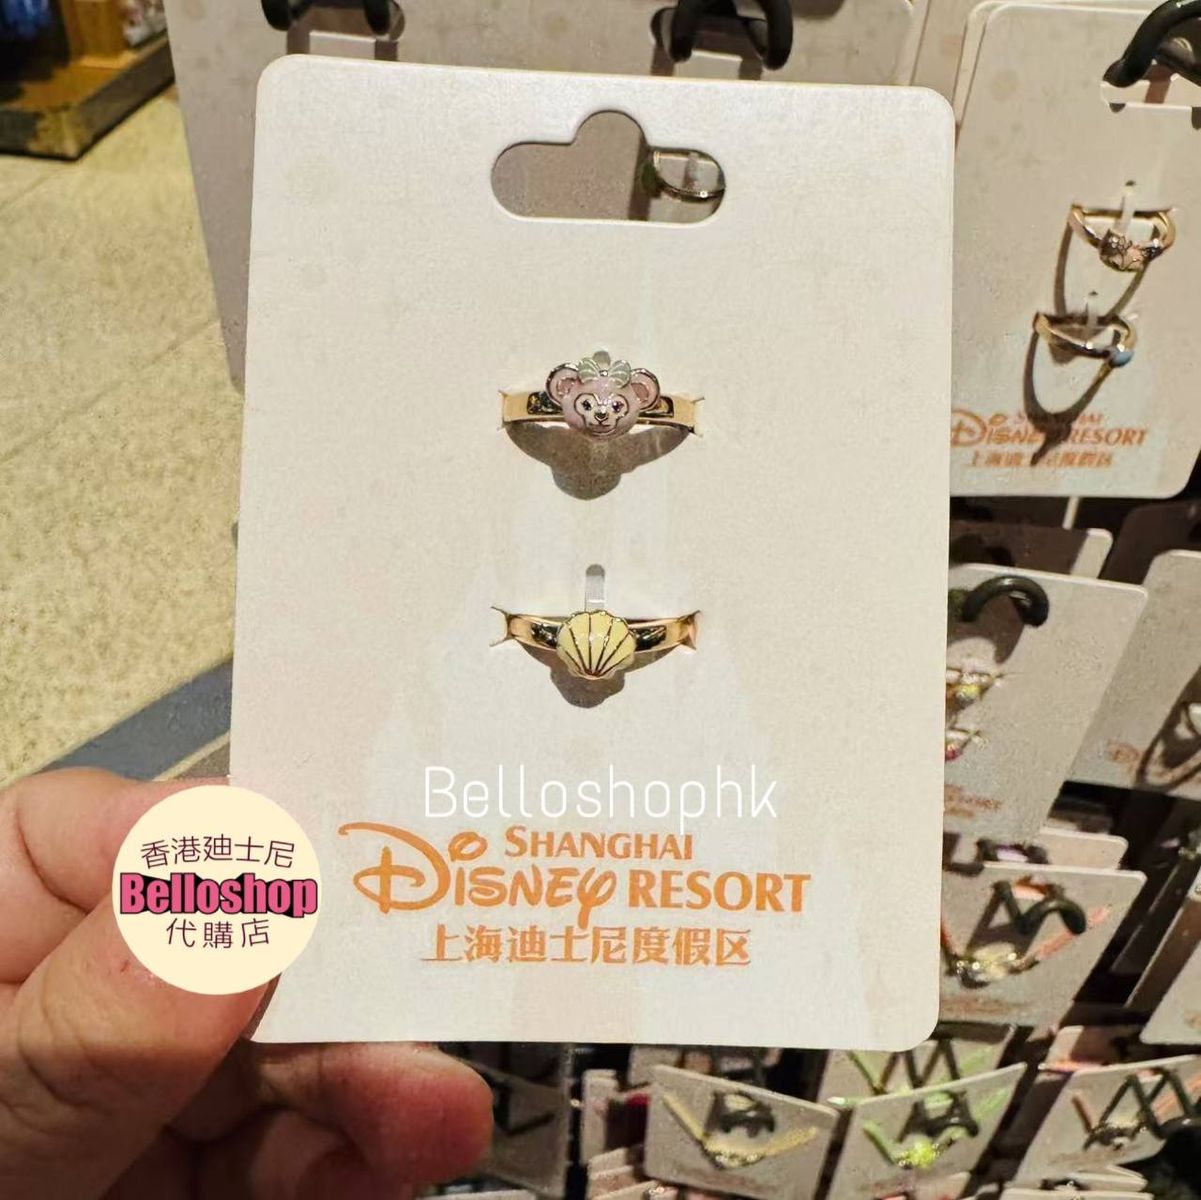 SHANGHAI
DISNEY RESORT
上海迪士尼度假区
Belloshophk
SHANGHAI
DISNEY RESORT
上海迪士尼度假区
香港廸士尼
Belloshop
代購店